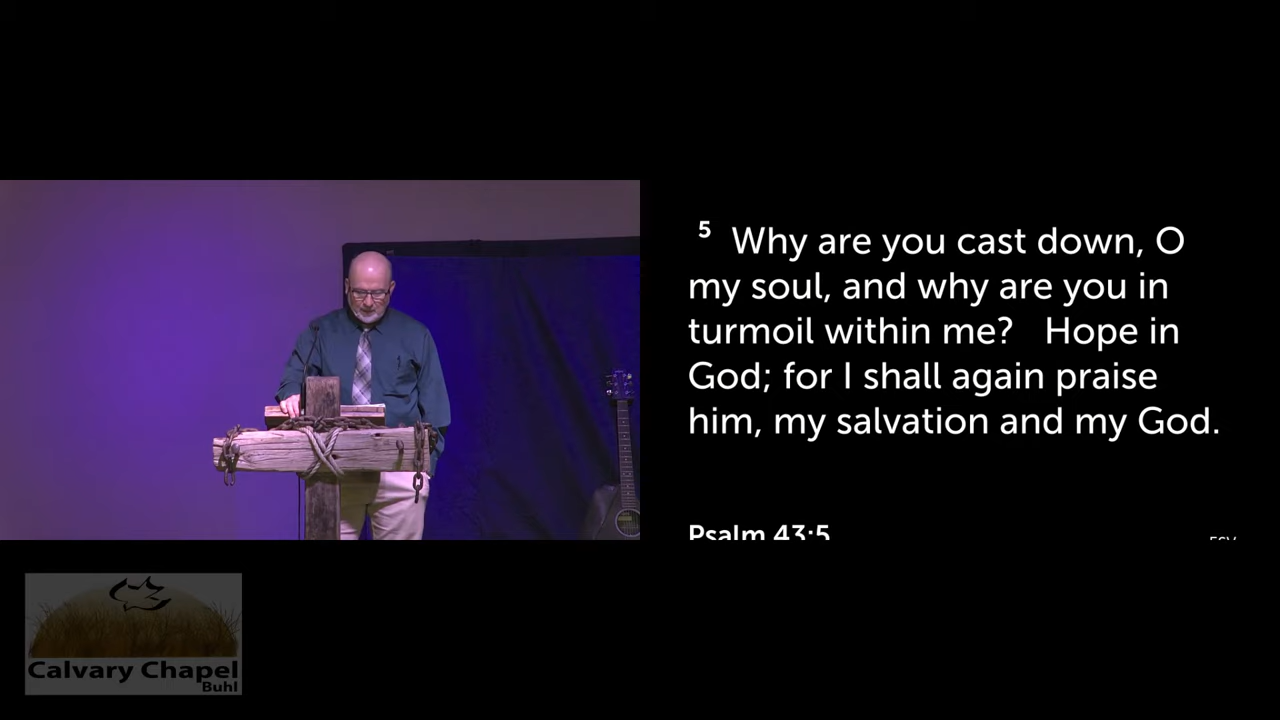 5 Why are you cast down, O
my soul, and why are you in
turmoil within me? Hope in
God; for I shall again praise
him, my salvation and my God.
Psalm 43:5
ESV
Calvary Chapel
Buhl